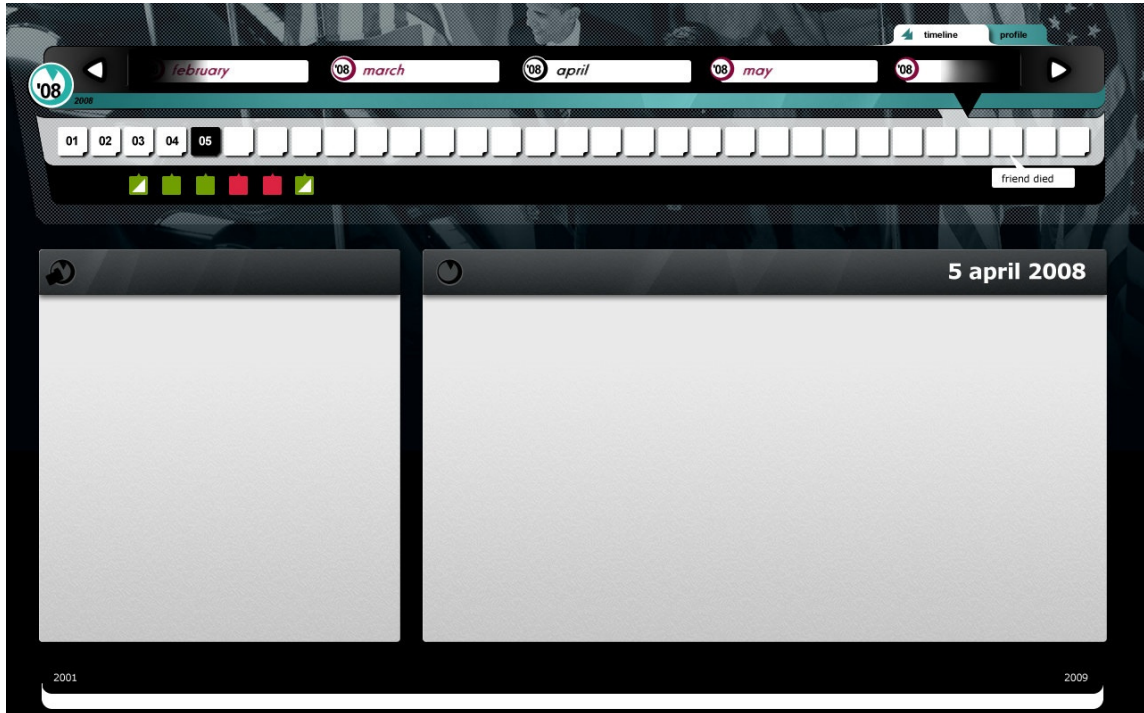 timeline profile
'08 february '08 march '08 april '08 may '08
2008
01 02 03 04 05
friend died
5 april 2008
2001 2009